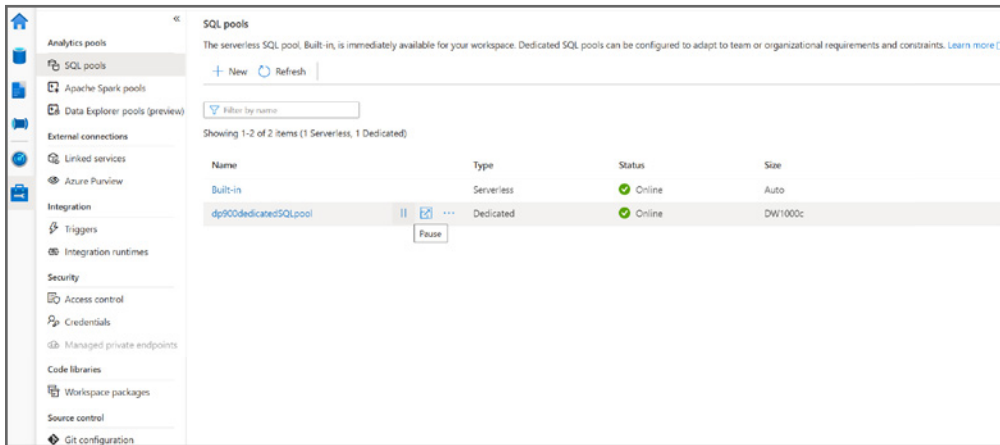 «
Analytics pools
SQL pools
Apache Spark pools
Data Explorer pools (preview)
External connections
Linked services
Azure Purview
Integration
Triggers
Integration runtimes
Security
Access control
Credentials
Managed private endpoints
Code libraries
Workspace packages
Source control
Git configuration
SQL pools
The serverless SQL pool, Built-in, is immediately available for your workspace. Dedicated SQL pools can be configured to adapt to team or organizational requirements and constraints. Learn more
New Refresh
Filter by name
Showing 1-2 of 2 items (1 Serverless, 1 Dedicated)
Name Type Status Size
Built-in Serverless Online Auto
dp900dedicatedSQLpool ... Dedicated Online DW1000c
Pause